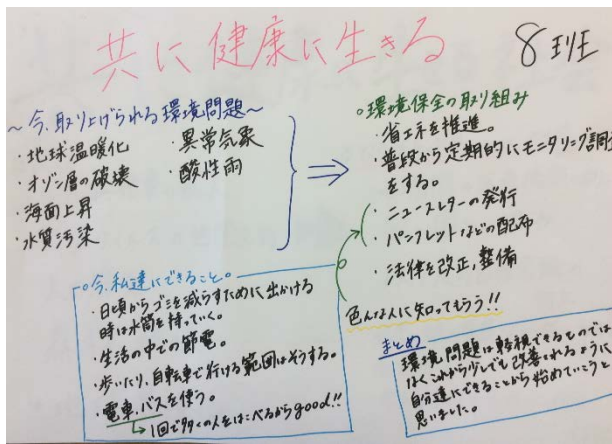 共に健康に生きる
8班
～今、取り上げられる環境問題～
・地球温暖化
・オゾン層の破壊
・海面上昇
・水質汚染
・異常気象
・酸性雨
○環境保全の取り組み
・省エネを推進。
・普段から定期的にモニタリング調査
をする。
・ニュースレターの発行
・パンフレットなどの配布
・法律を改正,整備
色んな人に知ってもらう!!
○今、私達にできること。
・日頃からゴミを減らすために出かける
時は水筒を持っていく。
・生活の中での節電。
・歩いたり、自転車で行ける範囲はそうする。
・電車、バスを使う。
→1回で多くの人をはこべるからgood!!
まとめ
環境問題は軽視できるものでは
なくこれから少しでも改善されるように
自分達にできることから始めていこうと
思いました。